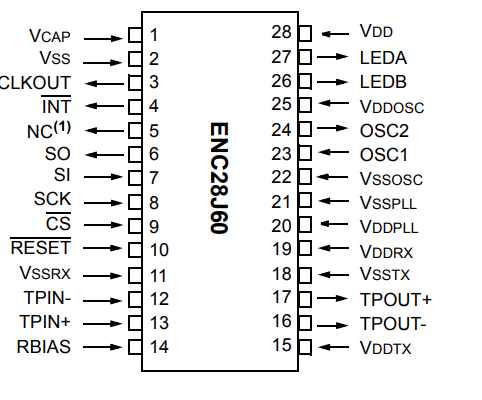 VCAP 1 28 VDD
VSS 2 27 LEDA
CLKOUT 3 26 LEDB
INT 4 25 VDDOSC
NC(1) 5 24 OSC2
SO 6 23 OSC1
SI 7 22 VSSOSC
SCK 8 21 VSSPLL
CS 9 20 VDDPLL
RESET 10 19 VDDRX
VSSRX 11 18 VSSTX
TPIN- 12 17 TPOUT+
TPIN+ 13 16 TPOUT-
RBIAS 14 15 VDDTX
ENC28J60